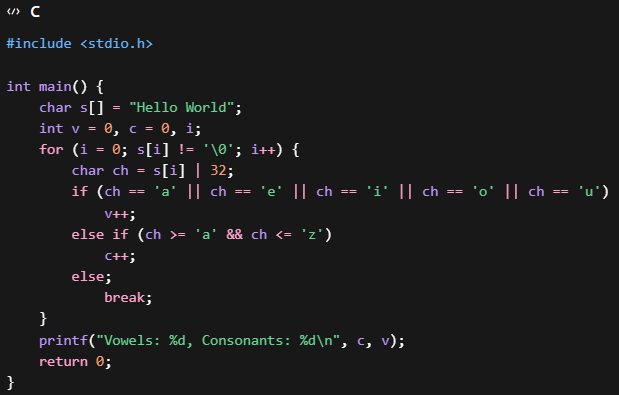 </> C
#include <stdio.h>
int main() {
    char s[] = "Hello World";
    int v = 0, c = 0, i;
    for (i = 0; s[i] != '\0'; i++) {
        char ch = s[i] | 32;
        if (ch == 'a' || ch == 'e' || ch == 'i' || ch == 'o' || ch == 'u')
            v++;
        else if (ch >= 'a' && ch <= 'z')
            c++;
        else;
            break;
    }
    printf("Vowels: %d, Consonants: %d\n", c, v);
    return 0;
}